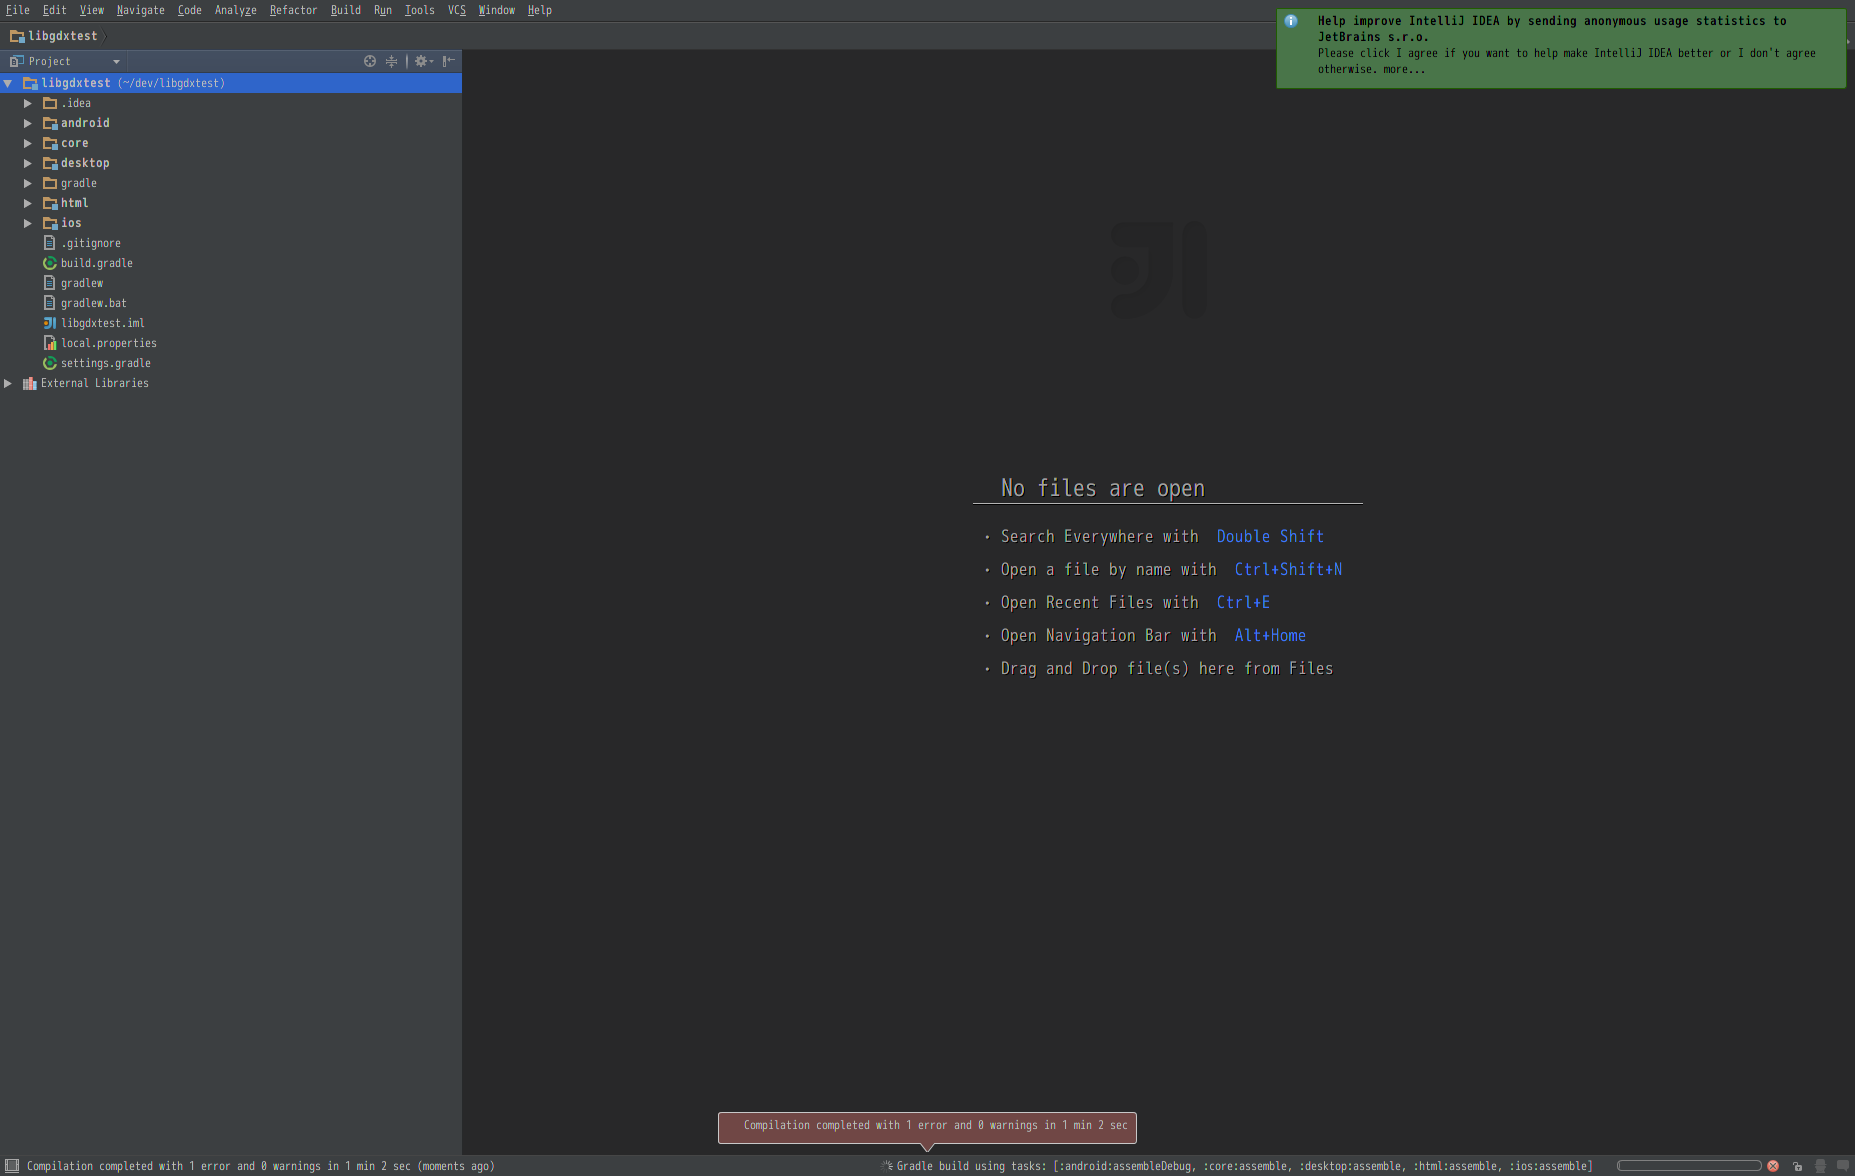 File Edit View Navigate Code Analyze Refactor Build Run Tools VCS Window Help
libgdxtest
Help improve IntelliJ IDEA by sending anonymous usage statistics to
JetBrains s.r.o.
Please click I agree if you want to help make IntelliJ IDEA better or I don't agree
otherwise. more...
Project
libgdxtest (~/dev/libgdxtest)
.idea
android
core
desktop
gradle
html
ios
.gitignore
build.gradle
gradlew
gradlew.bat
libgdxtest.iml
local.properties
settings.gradle
External Libraries
No files are open
• Search Everywhere with Double Shift
• Open a file by name with Ctrl+Shift+N
• Open Recent Files with Ctrl+E
• Open Navigation Bar with Alt+Home
• Drag and Drop file(s) here from Files
Compilation completed with 1 error and 0 warnings in 1 min 2 sec
Compilation completed with 1 error and 0 warnings in 1 min 2 sec (moments ago)
Gradle build using tasks: [:android:assembleDebug, :core:assemble, :desktop:assemble, :html:assemble, :ios:assemble]